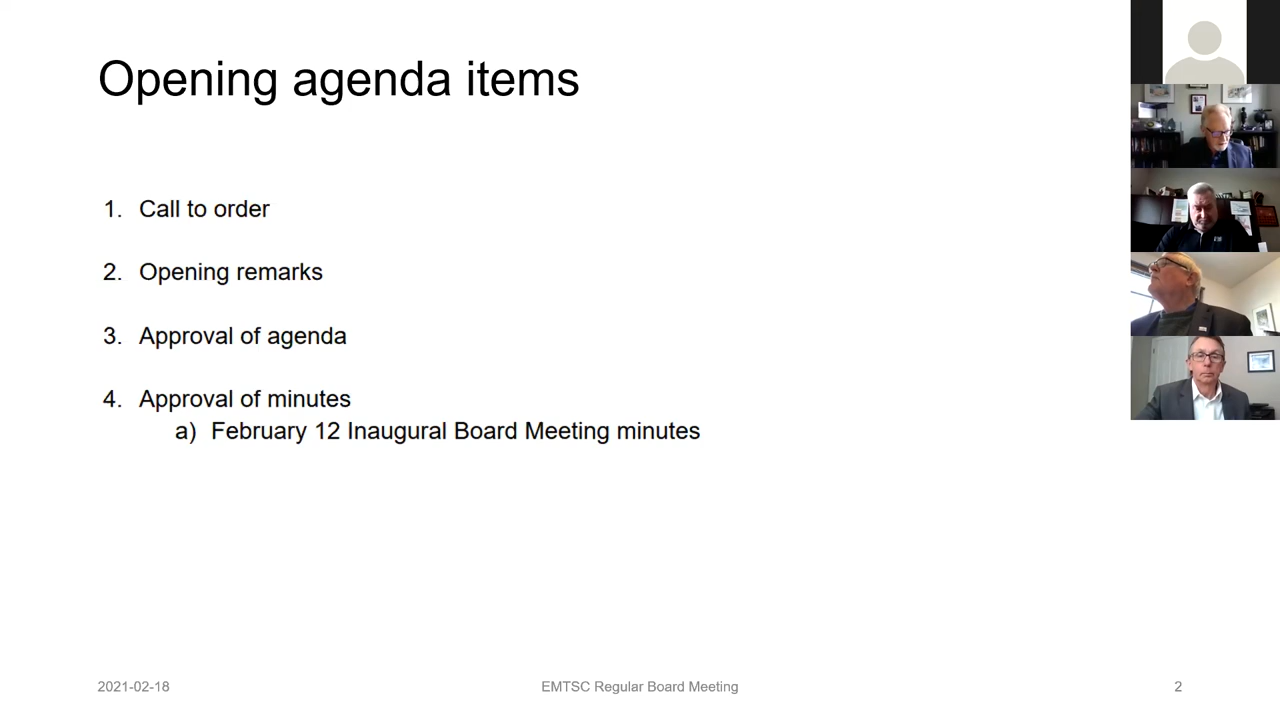 Opening agenda items
1. Call to order
2. Opening remarks
3. Approval of agenda
4. Approval of minutes
a) February 12 Inaugural Board Meeting minutes
2021-02-18
EMTSC Regular Board Meeting
2